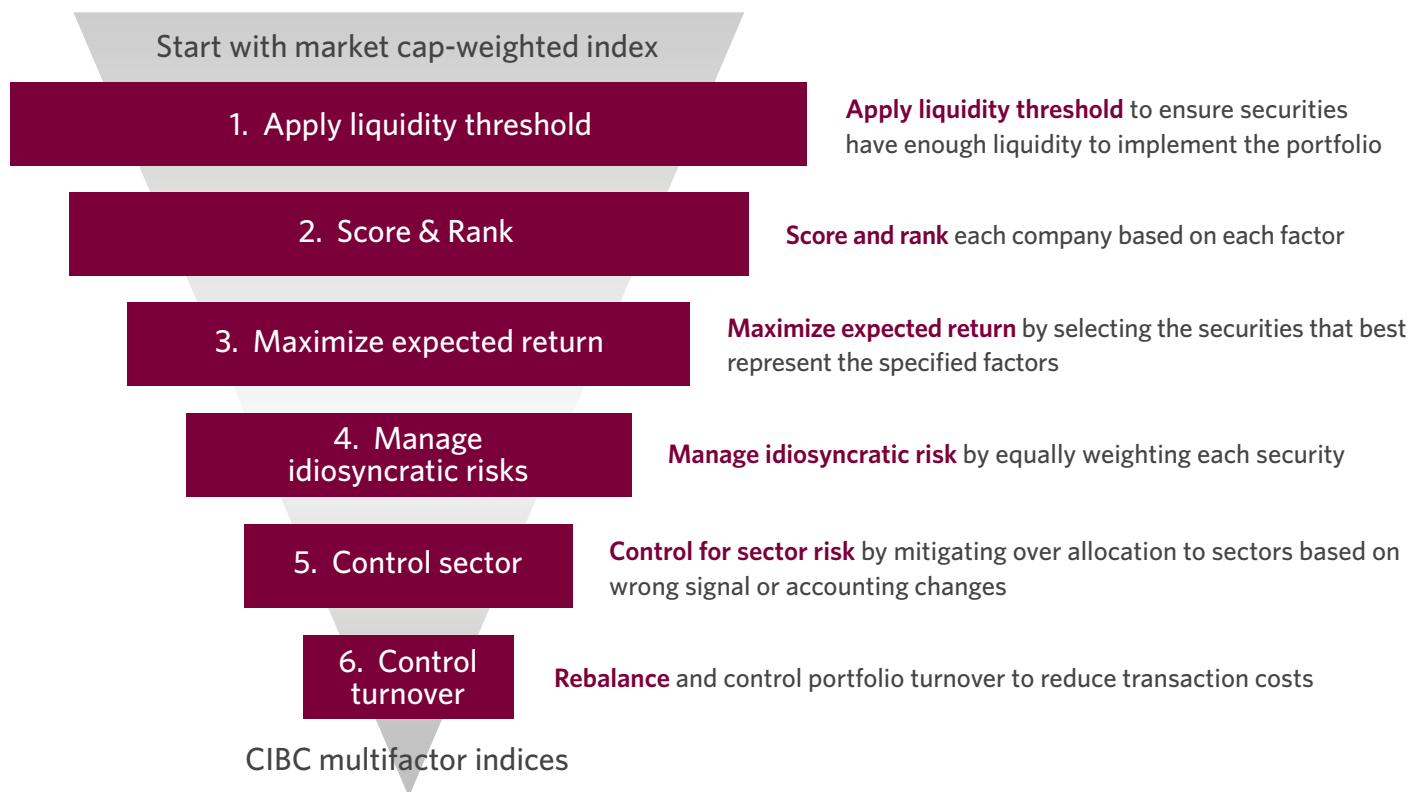 Start with market cap-weighted index
1. Apply liquidity threshold
Apply liquidity threshold to ensure securities
have enough liquidity to implement the portfolio
2. Score & Rank
Score and rank each company based on each factor
3. Maximize expected return
Maximize expected return by selecting the securities that best
represent the specified factors
4. Manage
idiosyncratic risks
Manage idiosyncratic risk by equally weighting each security
5. Control sector
Control for sector risk by mitigating over allocation to sectors based on
wrong signal or accounting changes
6. Control
turnover
Rebalance and control portfolio turnover to reduce transaction costs
CIBC multifactor indices